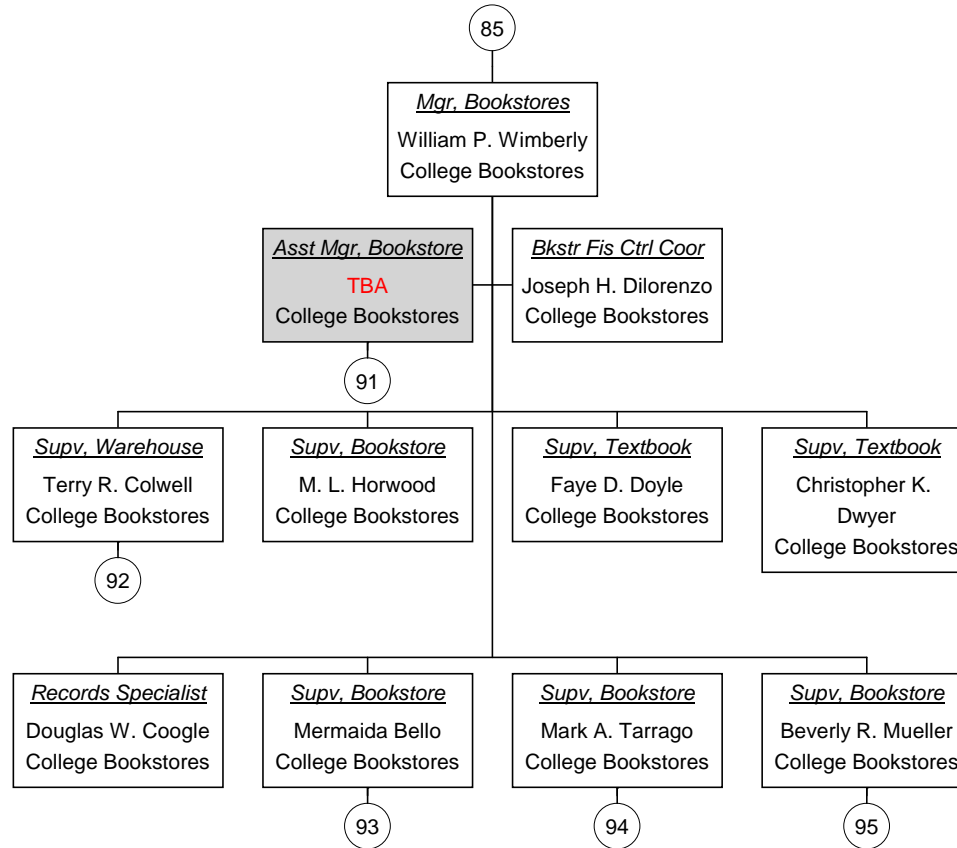 85
Mgr, Bookstores
William P. Wimberly
College Bookstores
Asst Mgr, Bookstore
TBA
College Bookstores
91
Bkstr Fis Ctrl Coor
Joseph H. Dilorenzo
College Bookstores
Supv, Warehouse
Terry R. Colwell
College Bookstores
92
Supv, Bookstore
M. L. Horwood
College Bookstores
Supv, Textbook
Faye D. Doyle
College Bookstores
Supv, Textbook
Christopher K.
Dwyer
College Bookstores
Records Specialist
Douglas W. Coogle
College Bookstores
Supv, Bookstore
Mermaida Bello
College Bookstores
93
Supv, Bookstore
Mark A. Tarrago
College Bookstores
94
Supv, Bookstore
Beverly R. Mueller
College Bookstores
95